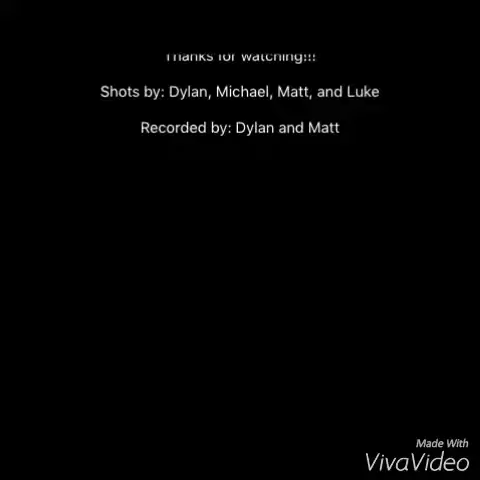 Thanks for watching!!!
Shots by: Dylan, Michael, Matt, and Luke
Recorded by: Dylan and Matt
Made With
VivaVideo